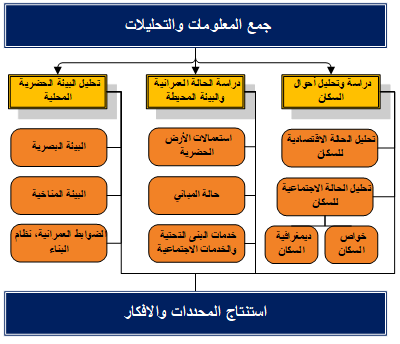 جمع المعلومات والتحليلات
دراسة وتحليل أحوال
السكان
دراسة الحالة العمرانية
والبيئة المحيطة
تحليل البيئة الحضرية
المحلية
تحليل الحالة الاقتصادية
للسكان
استعمالات الأرض
الحضرية
البيئة البصرية
تحليل الحالة الاجتماعية
للسكان
حالة المباني
البيئة المناخية
خواص
السكان
ديمغرافية
السكان
خدمات البنى التحتية
والخدمات الاجتماعية
الضوابط العمرانية، نظام
البناء
استنتاج المحددات والافكار